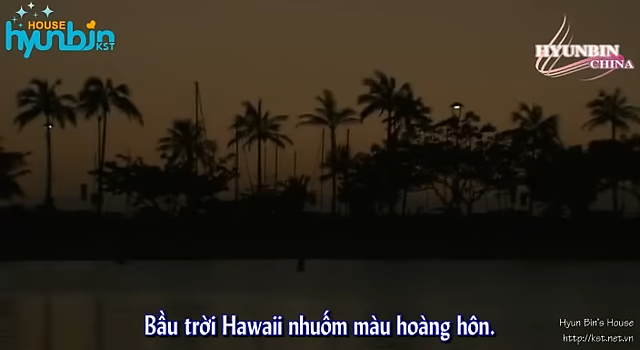 HOUSE
hyunbin
KST
HYUNBIN
CHINA
Bầu trời Hawaii nhuốm màu hoàng hôn.
Hyun Bin's House
http://kst.net.vn